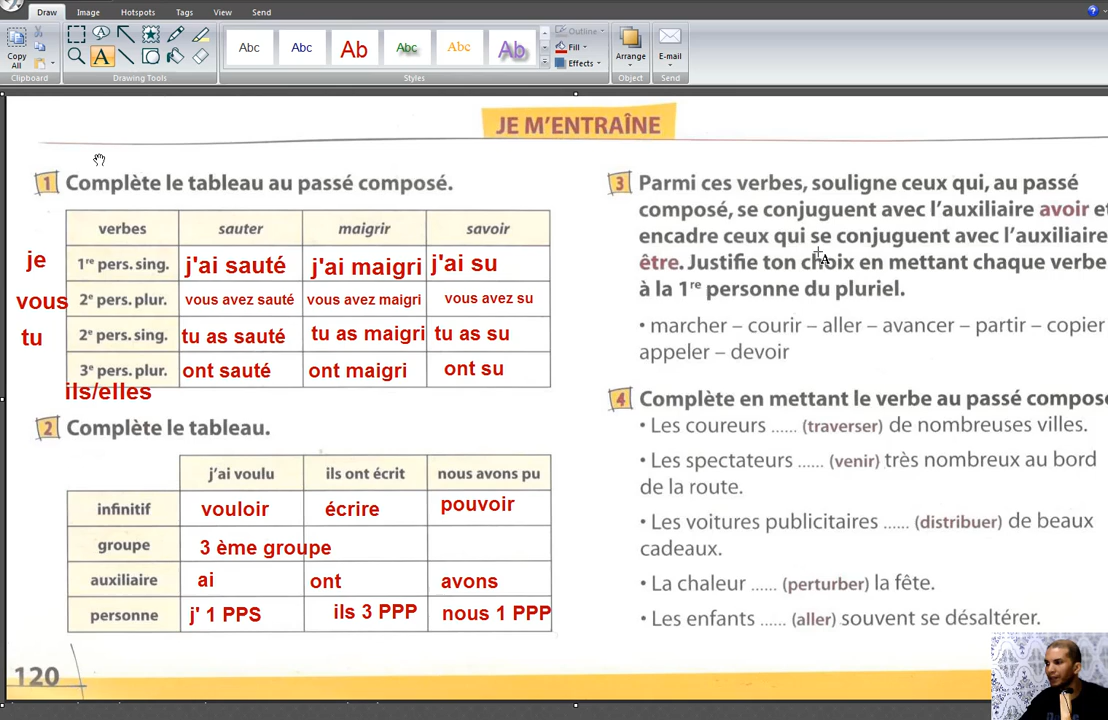 Draw Image Hotspots Tags View Send
Copy All
Clipboard
Drawing Tools
Abc Abc Ab Abc Abc Ab
Styles
Outline
Fill
Effects
Arrange
Object
E-mail
Send
JE M'ENTRAÎNE
1 Complète le tableau au passé composé.
verbes sauter maigrir savoir
je 1re pers. sing. j'ai sauté j'ai maigri j'ai su
vous 2e pers. plur. vous avez sauté vous avez maigri vous avez su
tu 2e pers. sing. tu as sauté tu as maigri tu as su
3e pers. plur. ont sauté ont maigri ont su
ils/elles
2 Complète le tableau.
j'ai voulu ils ont écrit nous avons pu
infinitif vouloir écrire pouvoir
groupe 3 ème groupe
auxiliaire ai ont avons
personne j' 1 PPS ils 3 PPP nous 1 PPP
120
3 Parmi ces verbes, souligne ceux qui, au passé
composé, se conjuguent avec l'auxiliaire avoir et
encadre ceux qui se conjuguent avec l'auxiliaire
être. Justifie ton choix en mettant chaque verbe
à la 1re personne du pluriel.
• marcher – courir – aller – avancer – partir – copier
appeler – devoir
4 Complète en mettant le verbe au passé compos
• Les coureurs ...... (traverser) de nombreuses villes.
• Les spectateurs ...... (venir) très nombreux au bord
de la route.
• Les voitures publicitaires ...... (distribuer) de beaux
cadeaux.
• La chaleur ...... (perturber) la fête.
• Les enfants ...... (aller) souvent se désaltérer.